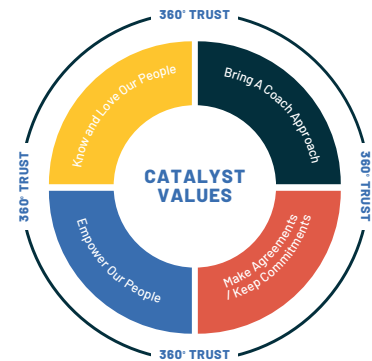 360° TRUST
Know and Love Our People
Bring A Coach Approach
360° TRUST
CATALYST
VALUES
360° TRUST
Empower Our People
Make Agreements
/ Keep Commitments
360° TRUST